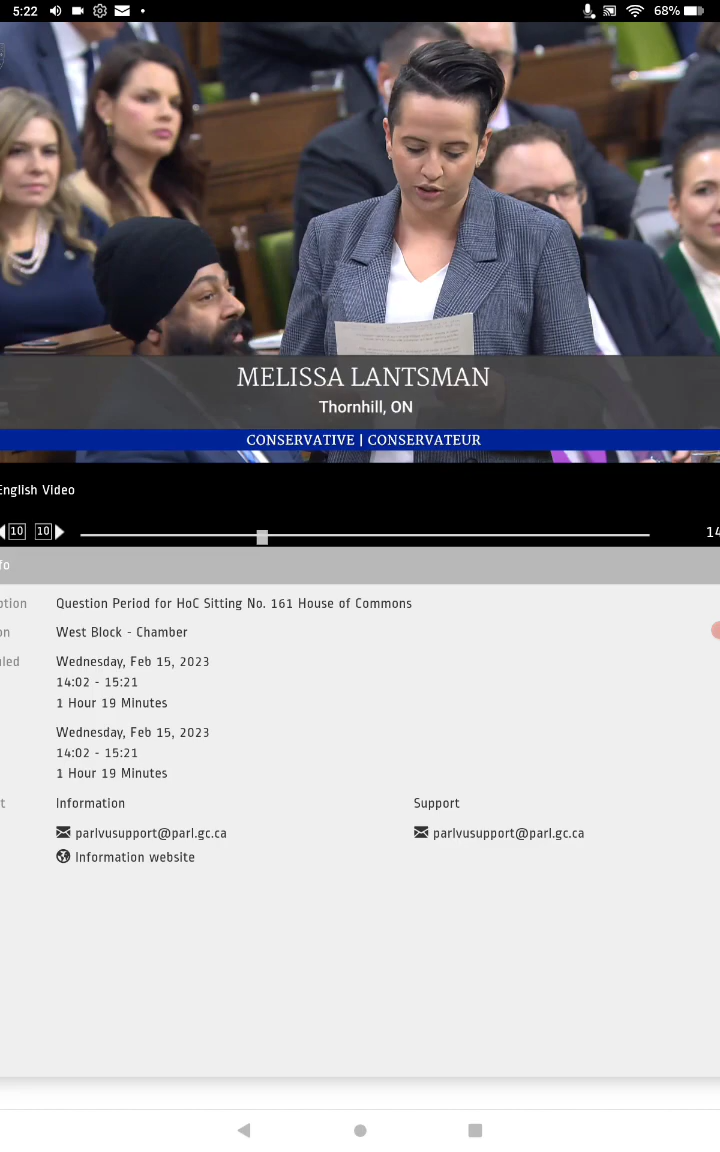 5:22
68%
MELISSA LANTSMAN
Thornhill, ON
CONSERVATIVE | CONSERVATEUR
English Video
10 10 14
fo
ption Question Period for HoC Sitting No. 161 House of Commons
on West Block - Chamber
uled Wednesday, Feb 15, 2023
14:02 - 15:21
1 Hour 19 Minutes
Wednesday, Feb 15, 2023
14:02 - 15:21
1 Hour 19 Minutes
t Information Support
parlvusupport@parl.gc.ca parlvusupport@parl.gc.ca
Information website